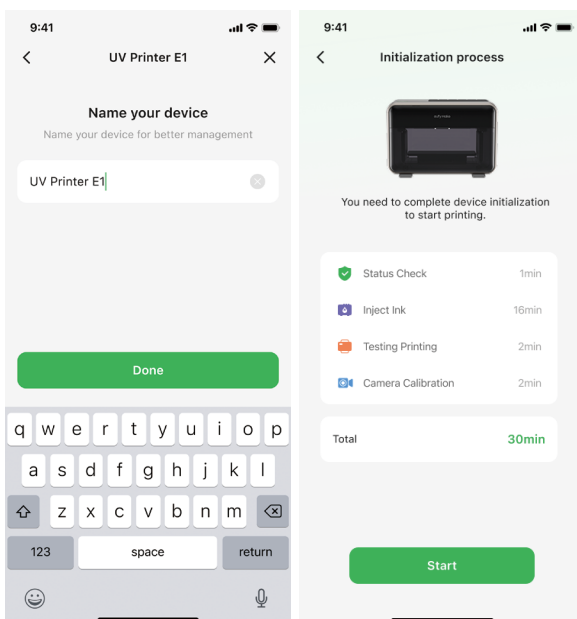 9:41
UV Printer E1
Name your device
Name your device for better management
UV Printer E1
Done
q w e r t y u i o p
a s d f g h j k l
z x c v b n m
123 space return
9:41
Initialization process
You need to complete device initialization
to start printing.
Status Check 1min
Inject Ink 16min
Testing Printing 2min
Camera Calibration 2min
Total 30min
Start